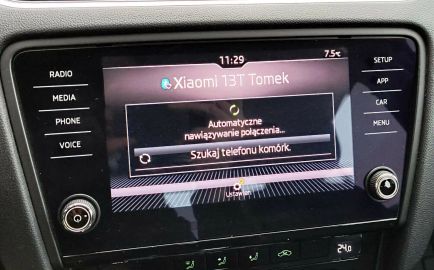 11:29
7.5°C
RADIO
MEDIA
PHONE
VOICE
Xiaomi 13T Tomek
Automatyczne
nawiązywanie połączenia...
Szukaj telefonu komórk.
Ustawien
SETUP
APP
CAR
MENU
24.0